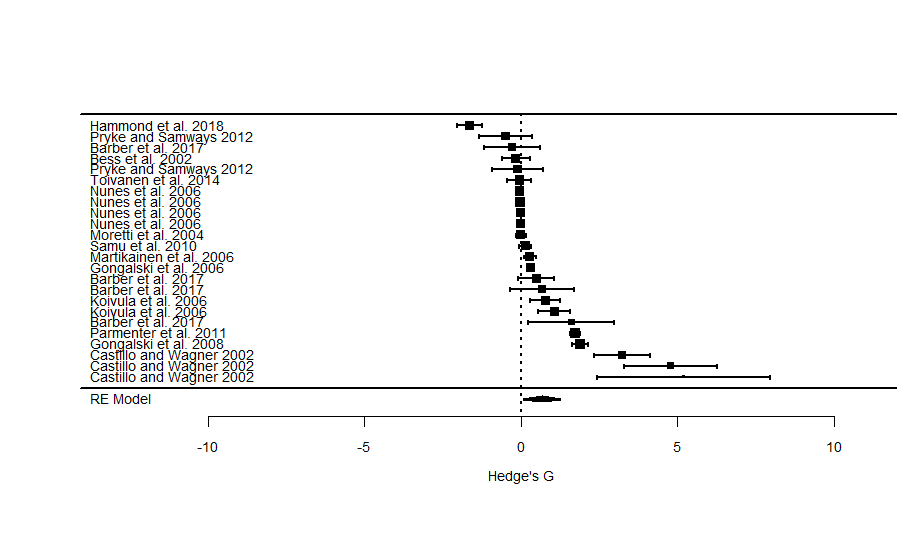 Hammond et al. 2018
Pryke and Samways 2012
Barber et al. 2017
Bess et al. 2002
Pryke and Samways 2012
Toivanen et al. 2014
Nunes et al. 2006
Nunes et al. 2006
Nunes et al. 2006
Nunes et al. 2006
Moretti et al. 2004
Samu et al. 2010
Martikainen et al. 2006
Gongalski et al. 2006
Barber et al. 2017
Barber et al. 2017
Koivula et al. 2006
Koivula et al. 2006
Barber et al. 2017
Parmenter et al. 2011
Gongalski et al. 2008
Castillo and Wagner 2002
Castillo and Wagner 2002
Castillo and Wagner 2002
RE Model
-10 -5 0 5 10
Hedge's G